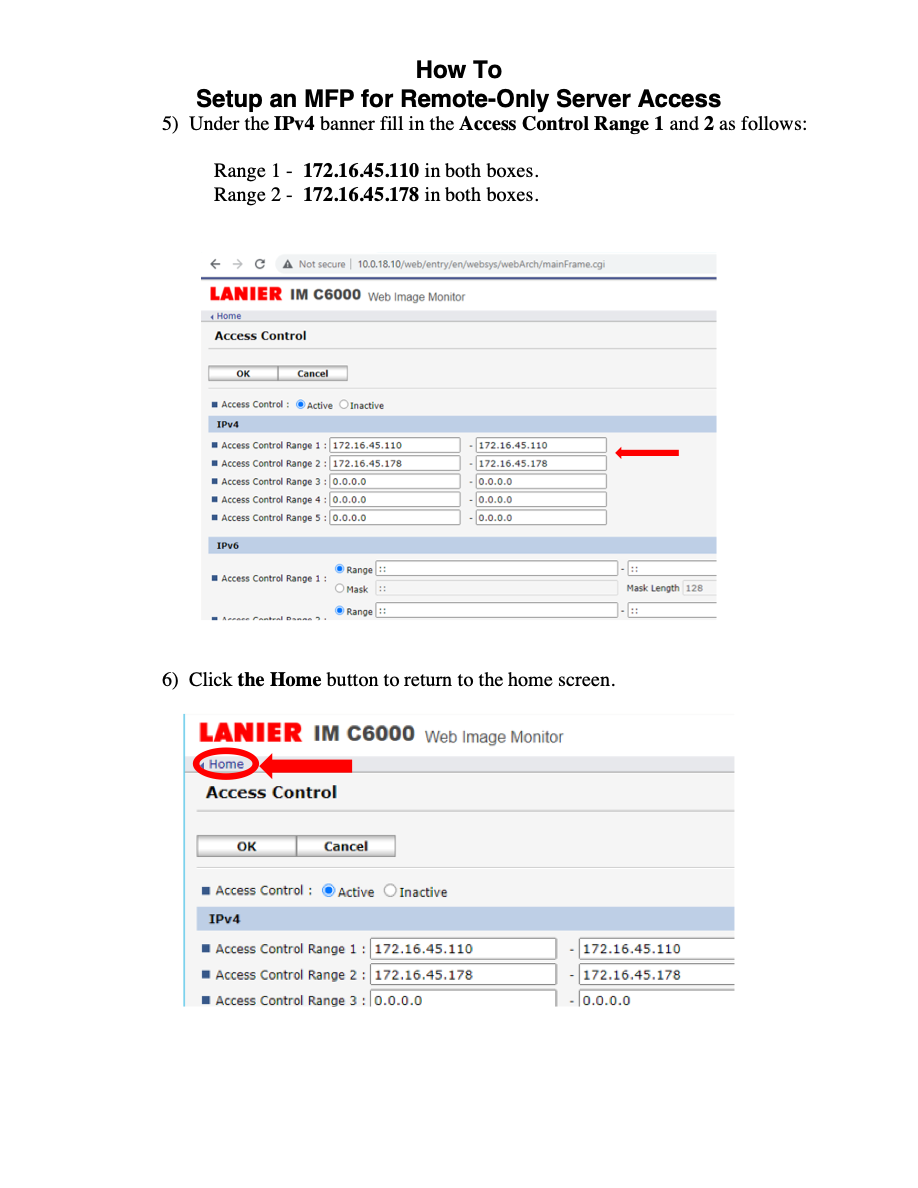 How To
Setup an MFP for Remote-Only Server Access
5) Under the IPv4 banner fill in the Access Control Range 1 and 2 as follows:
Range 1 - 172.16.45.110 in both boxes.
Range 2 - 172.16.45.178 in both boxes.
Not secure | 10.0.18.10/web/entry/en/websys/webArch/mainFrame.cgi
LANIER IM C6000 Web Image Monitor
Home
Access Control
OK Cancel
Access Control : Active Inactive
IPv4
Access Control Range 1 : 172.16.45.110 - 172.16.45.110
Access Control Range 2 : 172.16.45.178 - 172.16.45.178
Access Control Range 3 : 0.0.0.0 - 0.0.0.0
Access Control Range 4 : 0.0.0.0 - 0.0.0.0
Access Control Range 5 : 0.0.0.0 - 0.0.0.0
IPv6
Access Control Range 1 : Range :: - ::
Mask :: Mask Length 128
Access Control Range 2 : Range :: - ::
6) Click the Home button to return to the home screen.
LANIER IM C6000 Web Image Monitor
Home
Access Control
OK Cancel
Access Control : Active Inactive
IPv4
Access Control Range 1 : 172.16.45.110 - 172.16.45.110
Access Control Range 2 : 172.16.45.178 - 172.16.45.178
Access Control Range 3 : 0.0.0.0 - 0.0.0.0